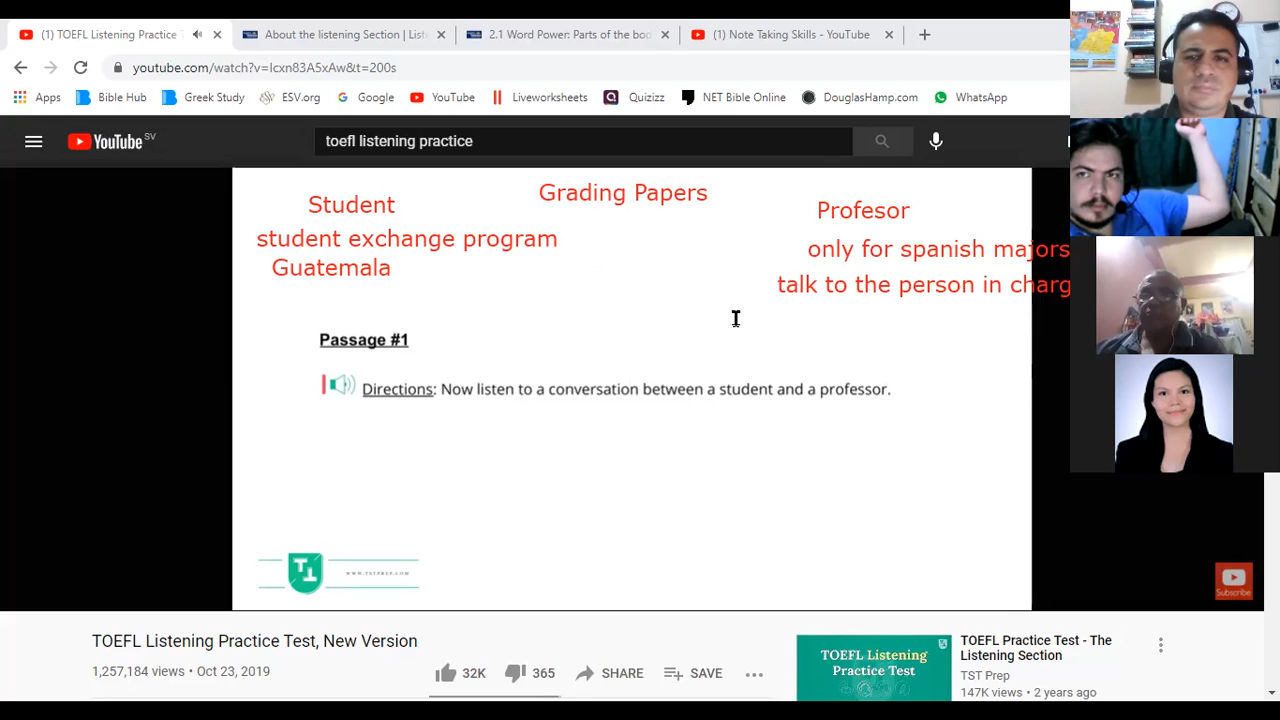 (1) TOEFL Listening Practice
About the listening Section [
2.1 Word Power: Parts of the bo
(1) Note Taking Skills - YouTube
youtube.com/watch?v=lcxn83A5xAw&t=200s
Apps Bible Hub Greek Study ESV.org Google YouTube Liveworksheets Quizizz NET Bible Online DouglasHamp.com WhatsApp
YouTube SV
toefl listening practice
Student
Grading Papers
Profesor
student exchange program
only for spanish majors
Guatemala
talk to the person in charg
Passage #1
Directions: Now listen to a conversation between a student and a professor.
WWW.TSTPREP.COM
Subscribe
TOEFL Listening Practice Test, New Version
1,257,184 views • Oct 23, 2019
32K 365 SHARE SAVE
TOEFL Listening
Practice Test
TOEFL Practice Test - The
Listening Section
TST Prep
147K views • 2 years ago